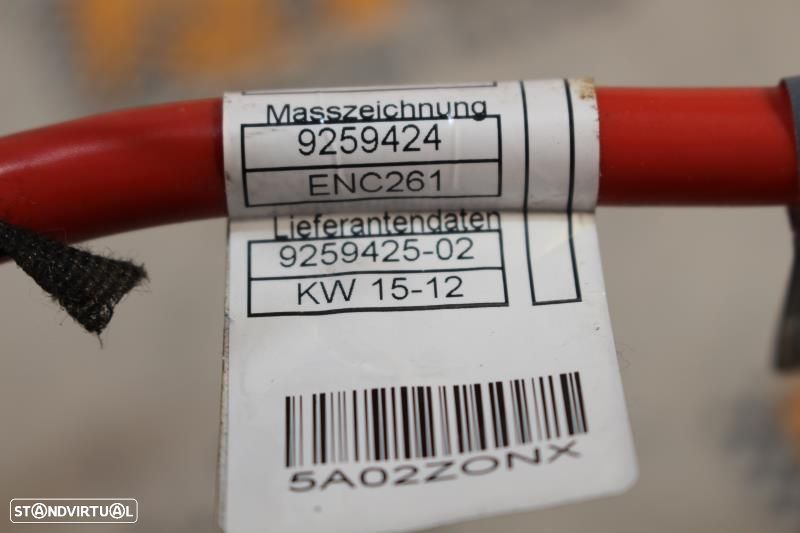 Masszeichnung
9259424
ENC261
Lieferantendaten
9259425-02
KW 15-12
5A02ZONX
STANDVIRTUAL